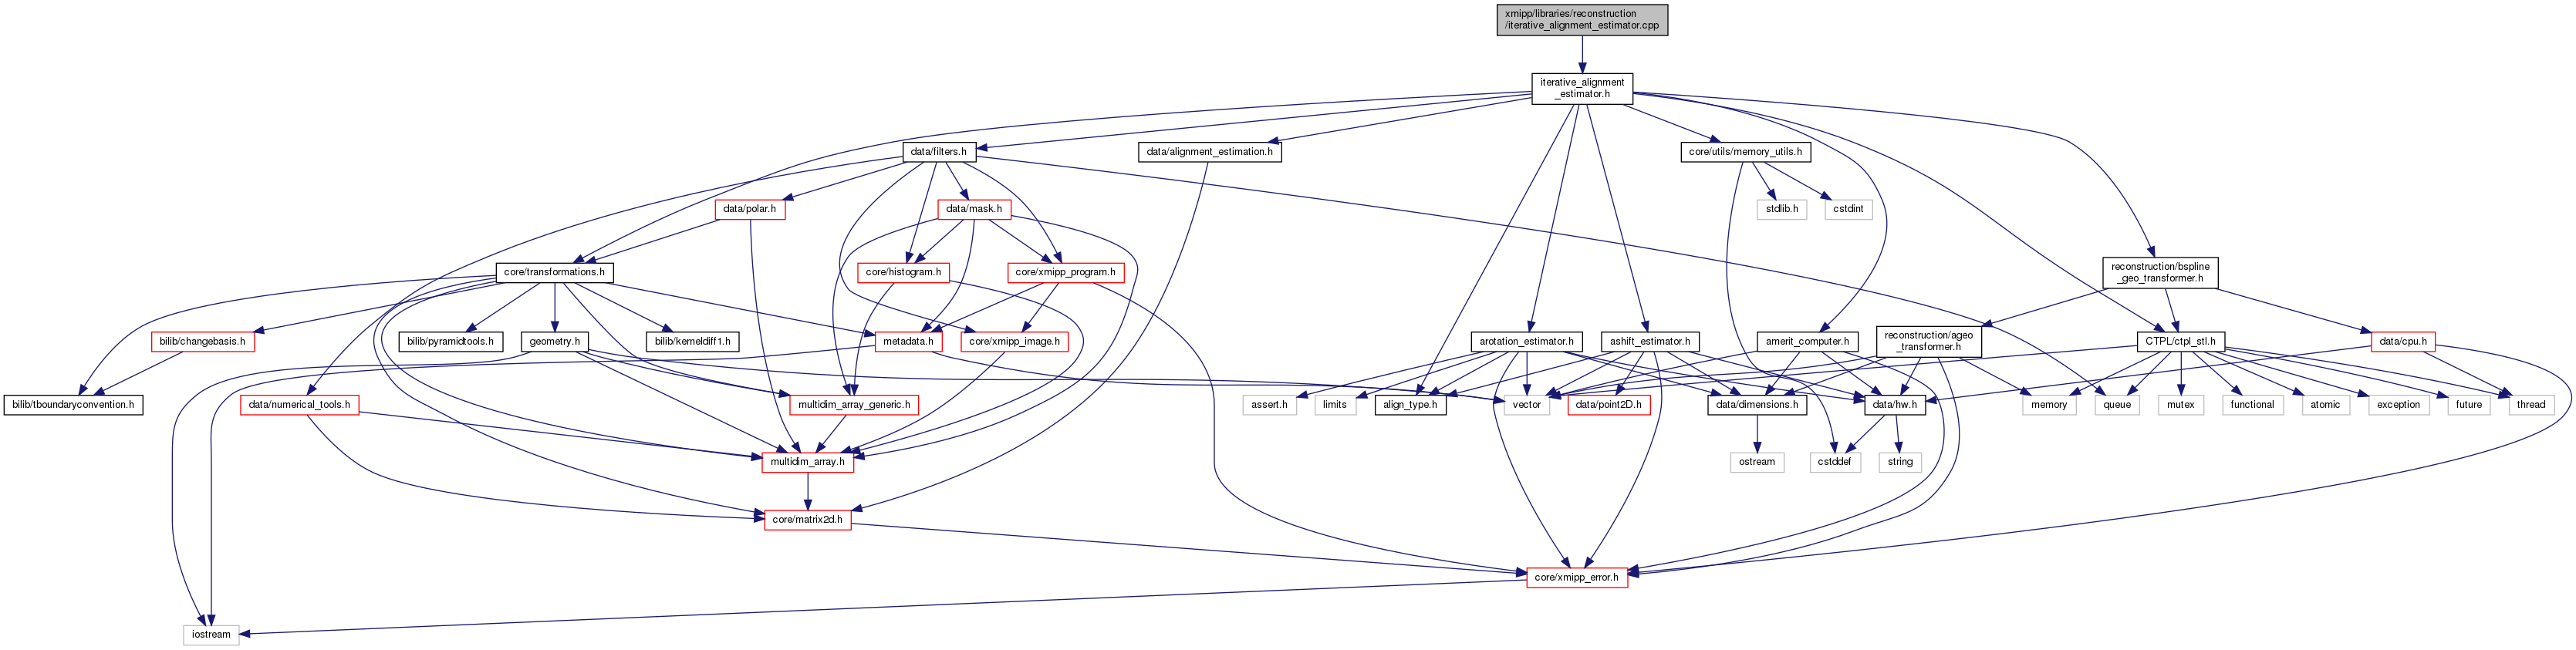 xmipp/libraries/reconstruction
/iterative_alignment_estimator.cpp
iterative_alignment
_estimator.h
data/filters.h
data/alignment_estimation.h
core/utils/memory_utils.h
data/polar.h
data/mask.h
stdlib.h
cstdint
core/transformations.h
core/histogram.h
core/xmipp_program.h
reconstruction/bspline
_geo_transformer.h
bilib/changebasis.h
bilib/pyramidtools.h
geometry.h
bilib/kerneldiff1.h
metadata.h
core/xmipp_image.h
arotation_estimator.h
ashift_estimator.h
amerit_computer.h
reconstruction/ageo
_transformer.h
CTPL/ctpl_stl.h
data/cpu.h
bilib/tboundaryconvention.h
data/numerical_tools.h
multidim_array_generic.h
assert.h
limits
align_type.h
vector
data/point2D.h
data/dimensions.h
data/hw.h
memory
queue
mutex
functional
atomic
exception
future
thread
multidim_array.h
ostream
cstddef
string
core/matrix2d.h
core/xmipp_error.h
iostream